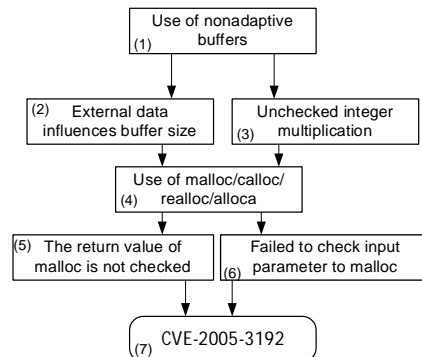 Use of nonadaptive
buffers
(1)
(2)
External data
influences buffer size
Unchecked integer
multiplication
(3)
Use of malloc/calloc/
realloc/alloca
(4)
(5)
The return value of
malloc is not checked
Failed to check input
parameter to malloc
(6)
CVE-2005-3192
(7)